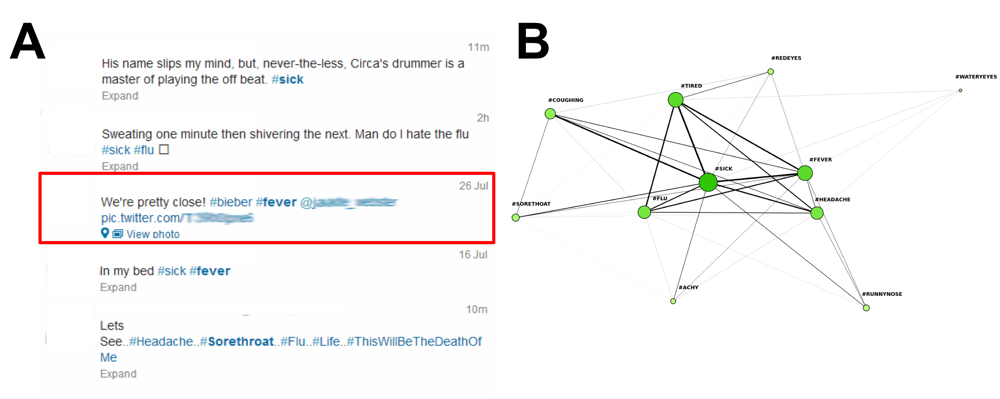 A
11m
His name slips my mind, but, never-the-less, Circa's drummer is a
master of playing the off beat. #sick
Expand
2h
Sweating one minute then shivering the next. Man do I hate the flu
#sick #flu
Expand
26 Jul
We're pretty close! #bieber #fever
pic.twitter.com/
View photo
16 Jul
In my bed #sick #fever
Expand
10m
Lets
See..#Headache..#Sorethroat..#Flu..#Life..#ThisWillBeTheDeathOf
Me
Expand
B
#REDEYES
#WATERYEYES
#TIRED
#COUGHING
#FEVER
#SICK
#FLU
#HEADACHE
#SORETHOAT
#ACHY
#RUNNYNOSE